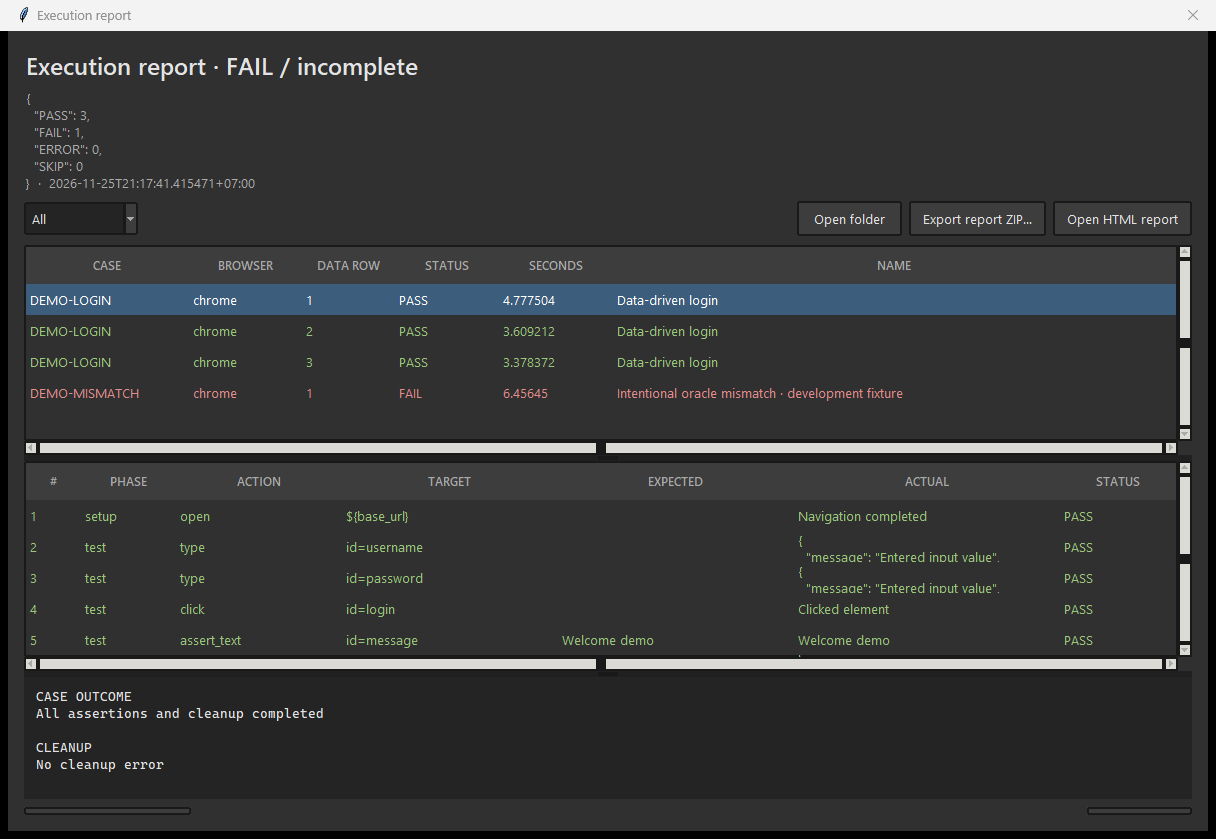 Execution report
Execution report · FAIL / incomplete
{
"PASS": 3,
"FAIL": 1,
"ERROR": 0,
"SKIP": 0
} · 2026-11-25T21:17:41.415471+07:00
All
Open folder
Export report ZIP...
Open HTML report
CASE BROWSER DATA ROW STATUS SECONDS NAME
DEMO-LOGIN chrome 1 PASS 4.777504 Data-driven login
DEMO-LOGIN chrome 2 PASS 3.609212 Data-driven login
DEMO-LOGIN chrome 3 PASS 3.378372 Data-driven login
DEMO-MISMATCH chrome 1 FAIL 6.45645 Intentional oracle mismatch · development fixture
# PHASE ACTION TARGET EXPECTED ACTUAL STATUS
1 setup open ${base_url} Navigation completed PASS
2 test type id=username { "message": "Entered input value", PASS
3 test type id=password { "message": "Entered input value", PASS
4 test click id=login Clicked element PASS
5 test assert_text id=message Welcome demo Welcome demo PASS
CASE OUTCOME
All assertions and cleanup completed
CLEANUP
No cleanup error